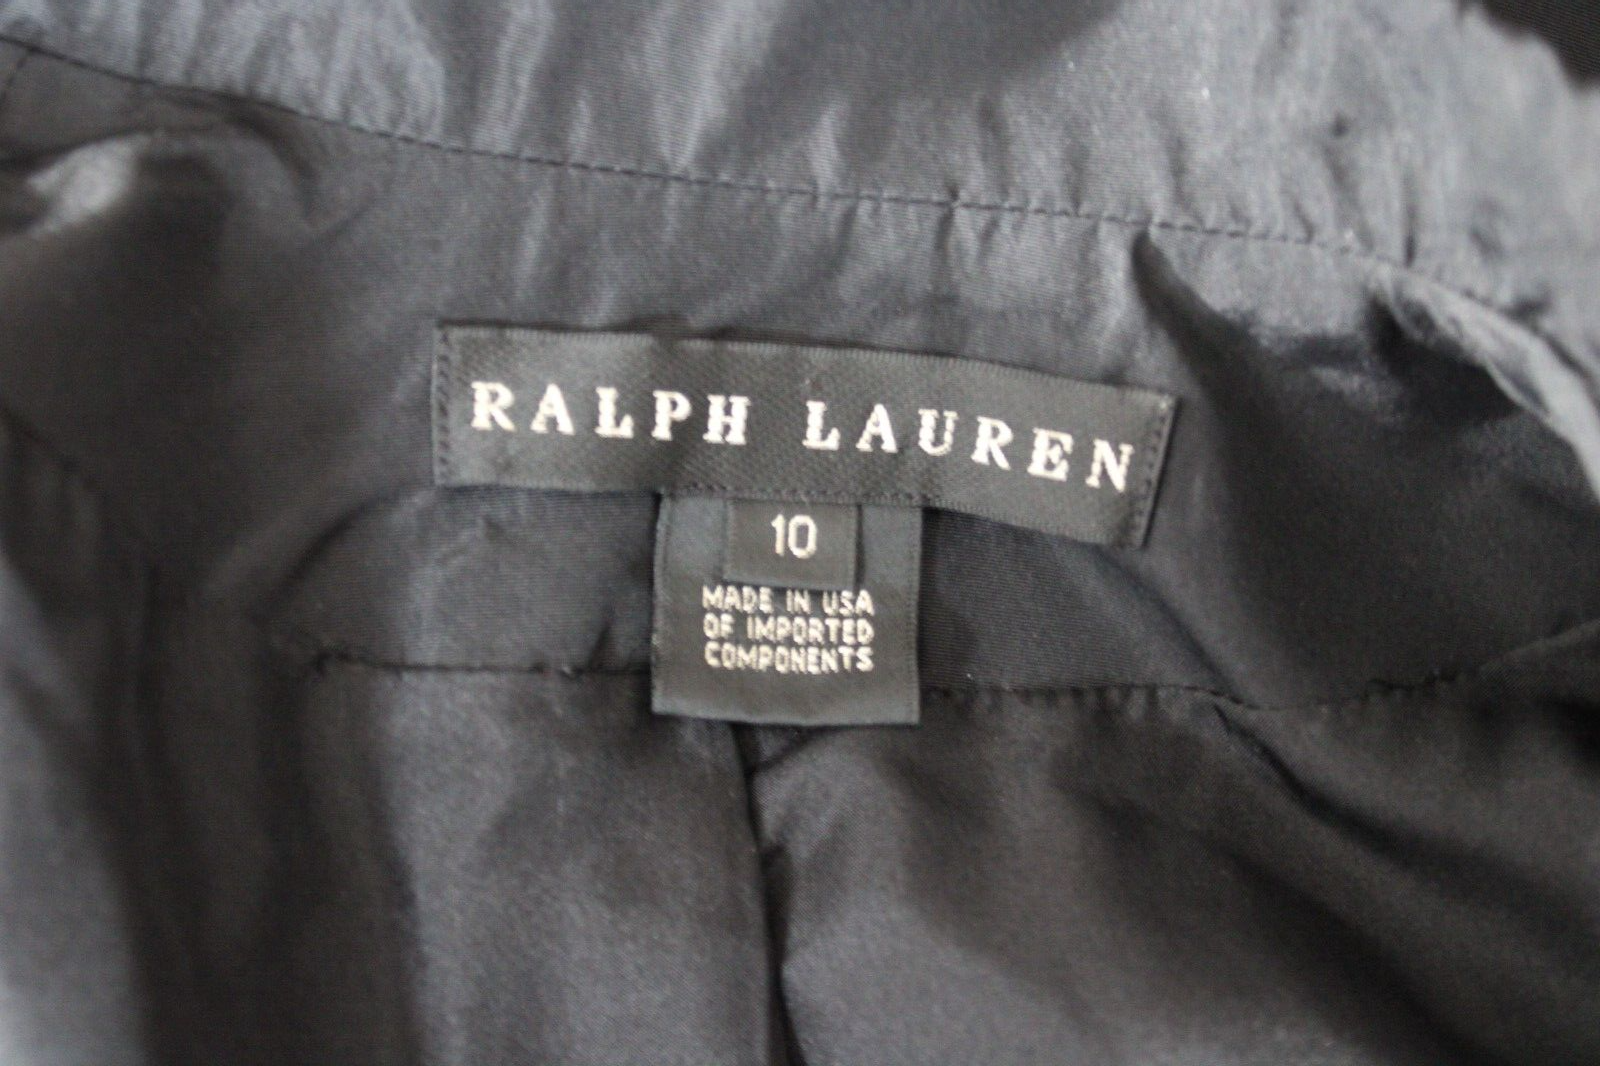 RALPH LAUREN
10
MADE IN USA
OF IMPORTED
COMPONENTS